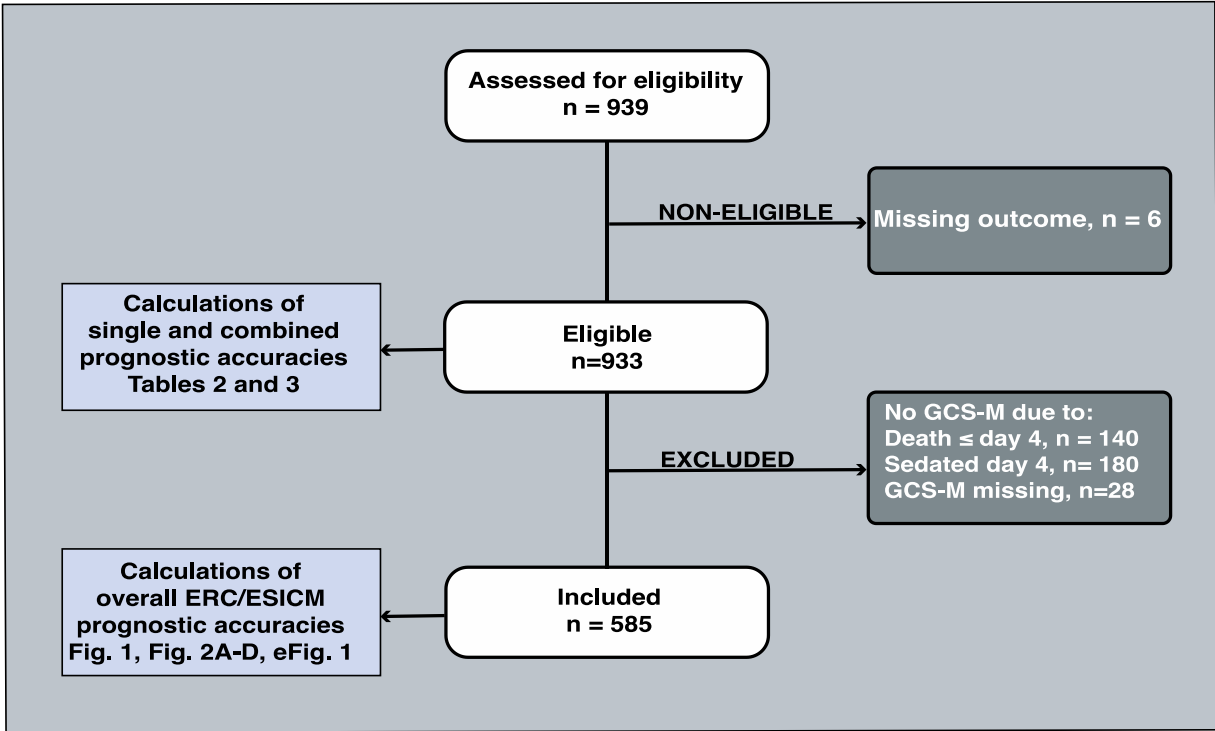 Assessed for eligibility
n = 939
NON-ELIGIBLE
Missing outcome, n = 6
Calculations of
single and combined
prognostic accuracies
Tables 2 and 3
Eligible
n=933
No GCS-M due to:
Death ≤ day 4, n = 140
Sedated day 4, n= 180
GCS-M missing, n=28
EXCLUDED
Calculations of
overall ERC/ESICM
prognostic accuracies
Fig. 1, Fig. 2A-D, eFig. 1
Included
n = 585